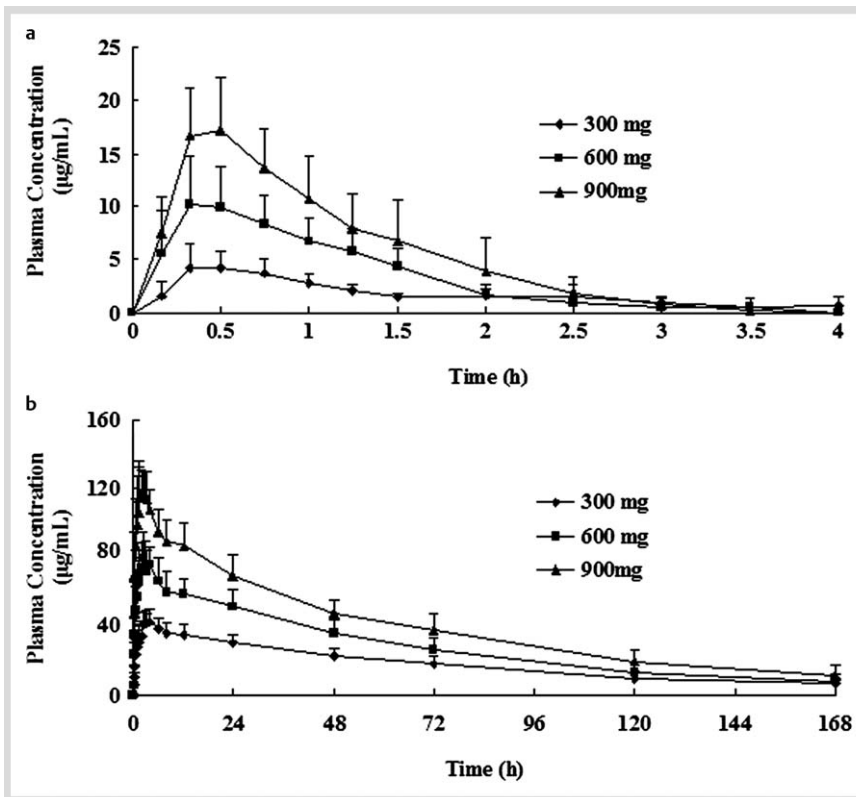 a
25
20
15
10
5
0
Plasma Concentration
(µg/mL)
300 mg
600 mg
900mg
0 0.5 1 1.5 2 2.5 3 3.5 4
Time (h)
b
160
120
80
40
0
Plasma Concentration
(µg/mL)
300 mg
600 mg
900mg
0 24 48 72 96 120 144 168
Time (h)